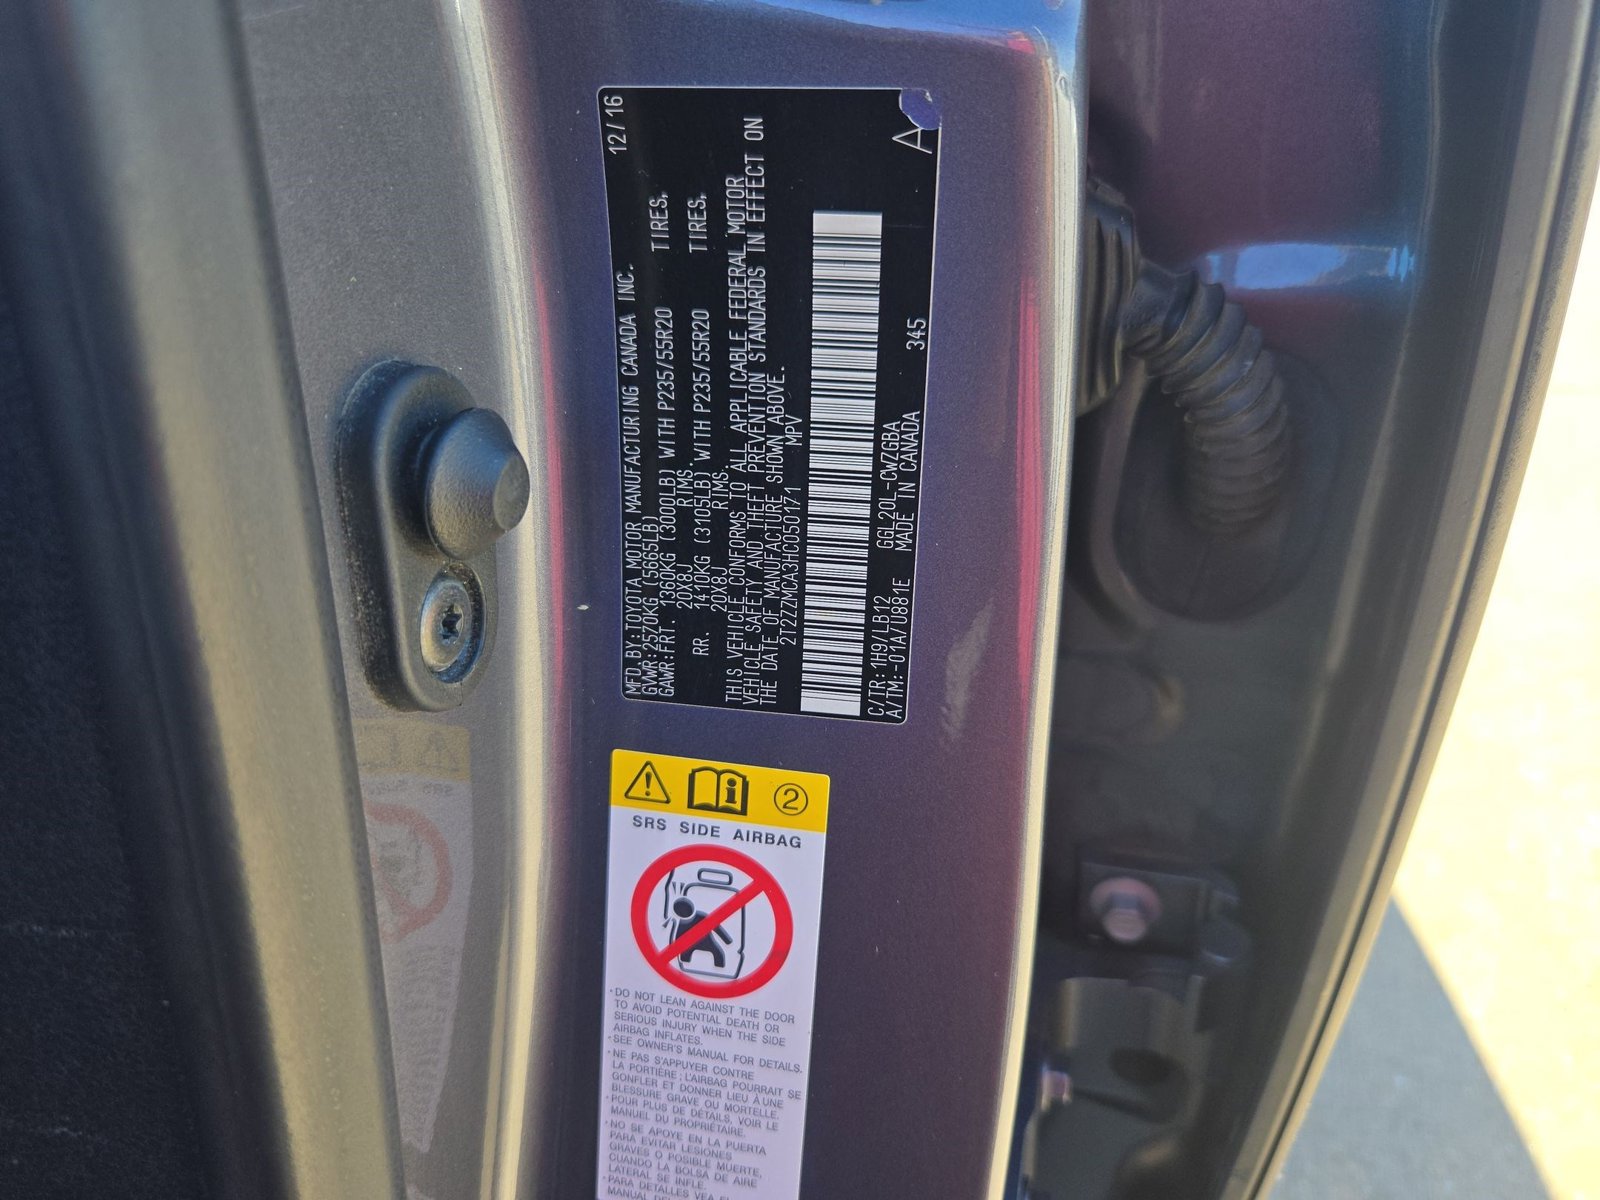 MFD.BY:TOYOTA MOTOR MANUFACTURING CANADA INC. 12/16
GVWR:2570KG (5665LB)
GAWR:FRT. 1360KG (3000LB) WITH P235/55R20 TIRES,
20X8J RIMS.
RR. 1410KG (3105LB) WITH P235/55R20 TIRES,
20X8J RIMS.
THIS VEHICLE CONFORMS TO ALL APPLICABLE FEDERAL MOTOR
VEHICLE SAFETY AND THEFT PREVENTION STANDARDS IN EFFECT ON
THE DATE OF MANUFACTURE SHOWN ABOVE.
2T2ZZMCA3HC050171 MPV
C/TR:1H9/LB12 GGL20L-CWZGBA
A/TM:-01A/U881E MADE IN CANADA 345 A
2
SRS SIDE AIRBAG
•DO NOT LEAN AGAINST THE DOOR
TO AVOID POTENTIAL DEATH OR
SERIOUS INJURY WHEN THE SIDE
AIRBAG INFLATES.
•SEE OWNER'S MANUAL FOR DETAILS.
•NE PAS S'APPUYER CONTRE
LA PORTIÈRE ; L'AIRBAG POURRAIT SE
GONFLER ET DONNER LIEU À UNE
BLESSURE GRAVE OU MORTELLE.
•POUR PLUS DE DÉTAILS, VOIR LE
MANUEL DU PROPRIÉTAIRE.
•NO SE APOYE EN LA PUERTA
PARA EVITAR LESIONES
GRAVES O POSIBLE MUERTE,
CUANDO LA BOLSA DE AIRE
LATERAL SE INFLE.
•PARA DETALLES VEA EL
MANUAL